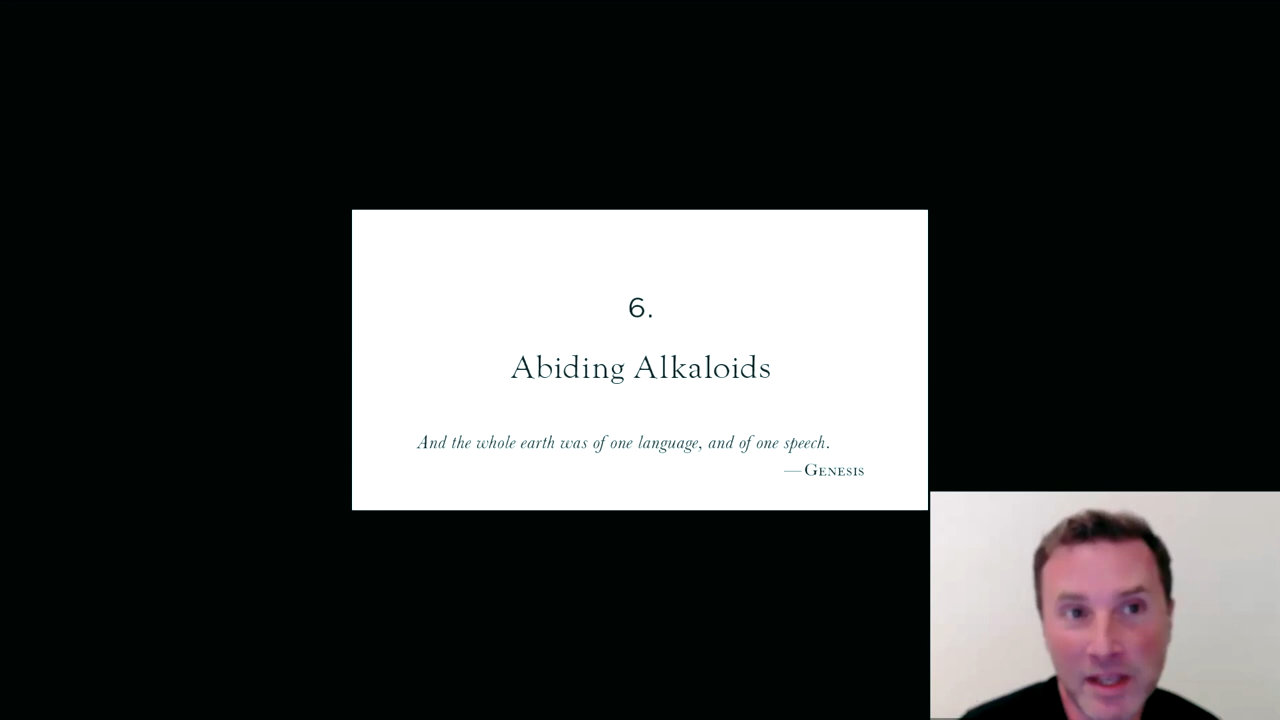 6.
Abiding Alkaloids
And the whole earth was of one language, and of one speech.
—Genesis